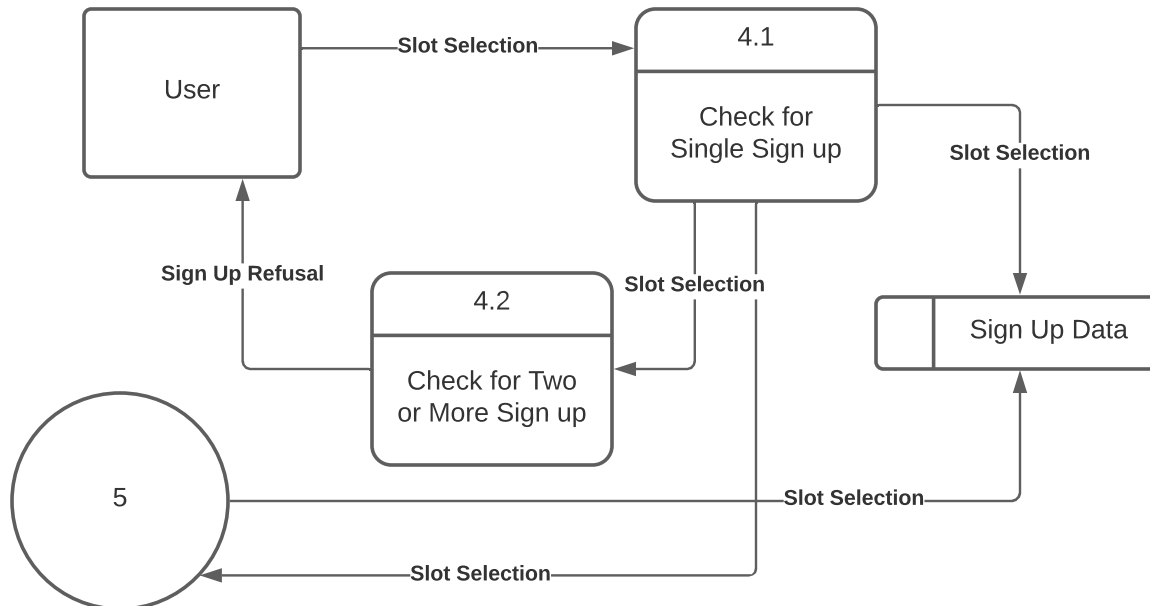 4.1
Slot Selection
User
Check for
Single Sign up
Slot Selection
Sign Up Refusal
Slot Selection
4.2
Sign Up Data
Check for Two
or More Sign up
5
Slot Selection
Slot Selection